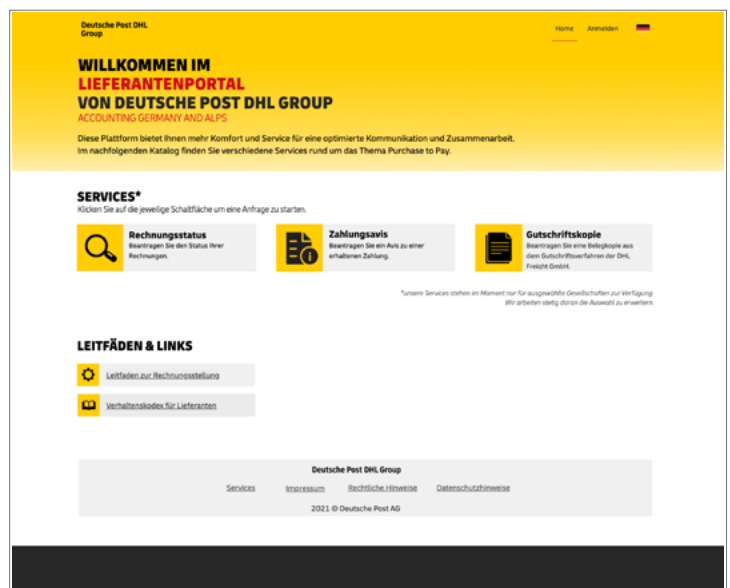 Deutsche Post DHL
Group
Home Anmelden
WILLKOMMEN IM
LIEFERANTENPORTAL
VON DEUTSCHE POST DHL GROUP
ACCOUNTING GERMANY AND ALPS
Diese Plattform bietet Ihnen mehr Komfort und Service für eine optimierte Kommunikation und Zusammenarbeit.
Im nachfolgenden Katalog finden Sie verschiedene Services rund um das Thema Purchase to Pay.
SERVICES*
Klicken Sie auf die jeweilige Schaltfläche um eine Anfrage zu starten.
Rechnungsstatus
Beantragen Sie den Status Ihrer
Rechnungen.
Zahlungsavis
Beantragen Sie ein Avis zu einer
erhaltenen Zahlung.
Gutschriftskopie
Beantragen Sie eine Belegkopie aus
dem Gutschriftsverfahren der DHL
Freight GmbH.
*unsere Services stehen im Moment nur für ausgewählte Gesellschaften zur Verfügung.
Wir arbeiten stetig daran die Auswahl zu erweitern.
LEITFÄDEN & LINKS
Leitfaden zur Rechnungsstellung
Verhaltenskodex für Lieferanten
Deutsche Post DHL Group
Services Impressum Rechtliche Hinweise Datenschutzhinweise
2021 © Deutsche Post AG